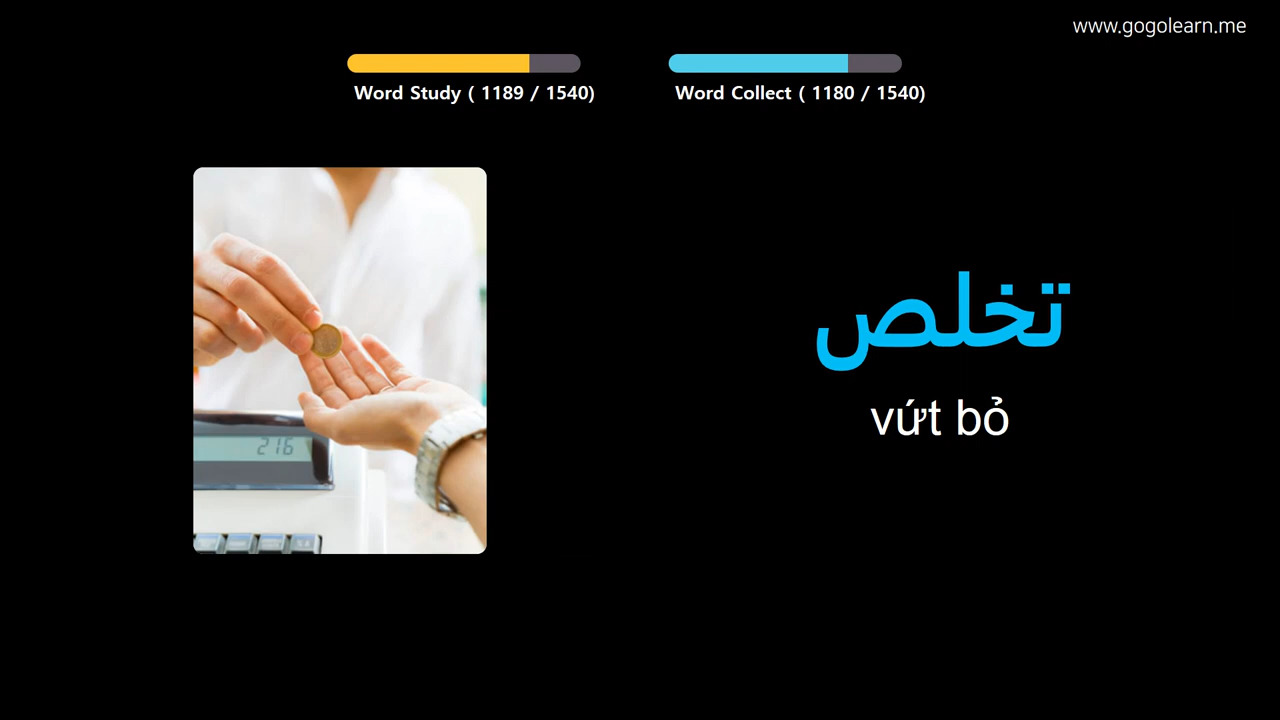 www.gogolearn.me
Word Study ( 1189 / 1540)
Word Collect ( 1180 / 1540)
تخلص
vứt bỏ
216